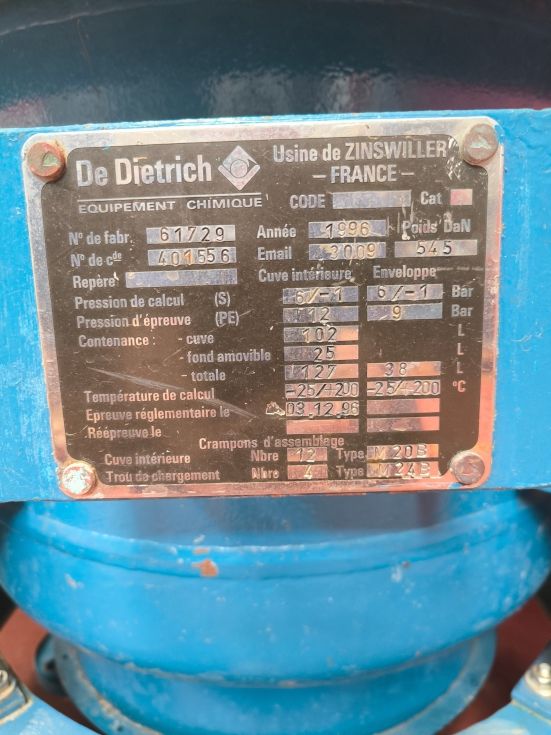 De Dietrich
EQUIPEMENT CHIMIQUE
Usine de ZINSWILLER
– FRANCE –
CODE Cat
N° de fabr 61729 Année 1996 Poids DaN
N° de cde 401556 Email 3009 545
Repère Cuve intérieure Enveloppe
Pression de calcul (S) 6/-1 6/-1 Bar
Pression d'épreuve (PE) 12 9 Bar
Contenance : - cuve 102 L
- fond amovible 25 L
- totale 127 38 L
Température de calcul -25/+200 -25/+200 °C
Epreuve réglementaire le 03.12.96
Réépreuve le
Crampons d'assemblage
Cuve intérieure Nbre 12 Type M20B
Trou de chargement Nbre 4 Type M24B